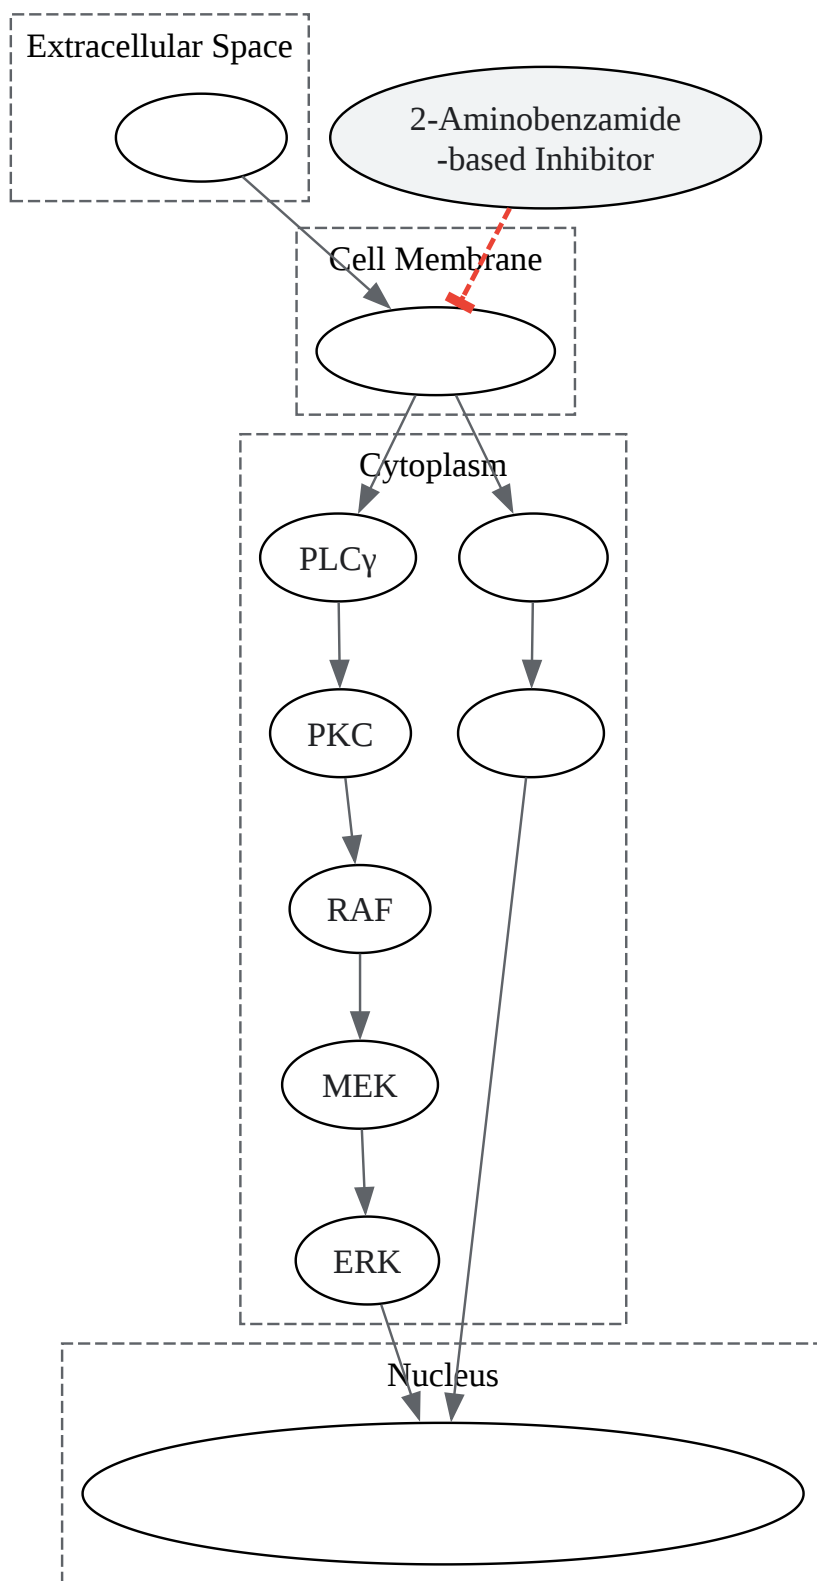 Extracellular Space
2-Aminobenzamide
-based Inhibitor
Cell Membrane
Cytoplasm
PLCγ
PKC
RAF
MEK
ERK
Nucleus